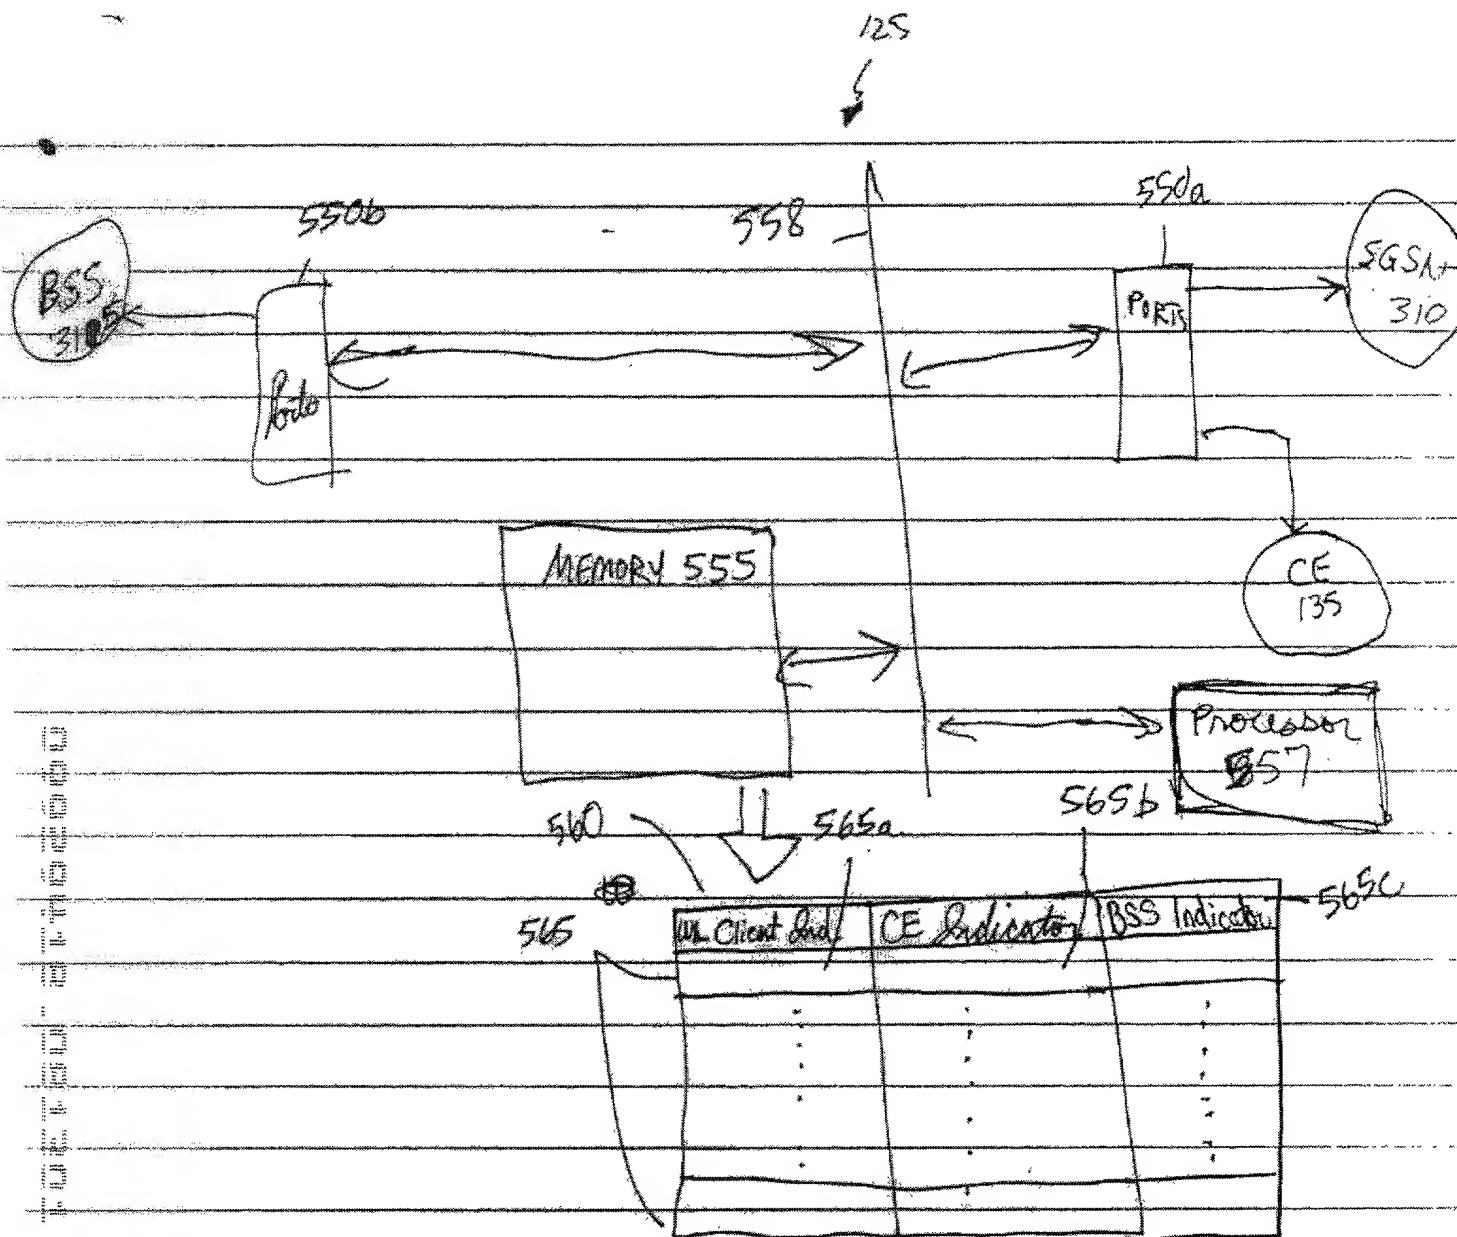 125
550b
558
550a
BSS
315
SGSN
310
PORTS
Ports
MEMORY 555
CE
135
Processor
557
560
565a
565b
565
Client Ind.
CE Indicator
BSS Indicator
565c